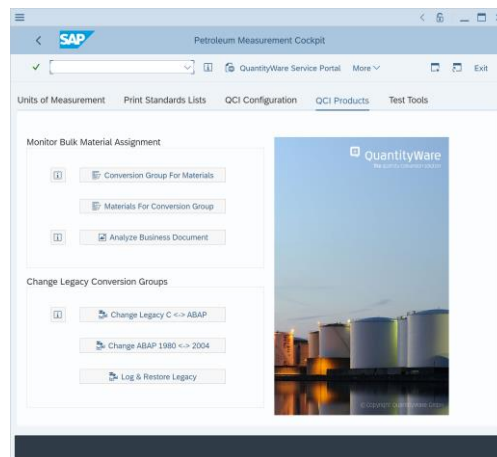 SAP
Petroleum Measurement Cockpit
QuantityWare Service Portal More Exit
Units of Measurement Print Standards Lists QCI Configuration QCI Products Test Tools
Monitor Bulk Material Assignment
Conversion Group For Materials
Materials For Conversion Group
Analyze Business Document
Change Legacy Conversion Groups
Change Legacy C <-> ABAP
Change ABAP 1980 <-> 2004
Log & Restore Legacy
QuantityWare